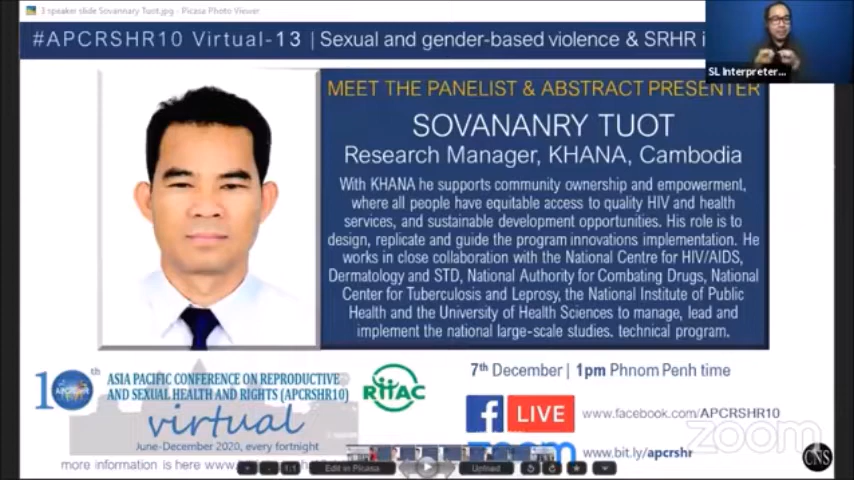 3 speaker slide Sovannary Tuot.jpg - Picasa Photo Viewer
#APCRSHR10 Virtual-13 | Sexual and gender-based violence & SRHR i
SL Interpreter...
MEET THE PANELIST & ABSTRACT PRESENTER
SOVANANRY TUOT
Research Manager, KHANA, Cambodia
With KHANA he supports community ownership and empowerment,
where all people have equitable access to quality HIV and health
services, and sustainable development opportunities. His role is to
design, replicate and guide the program innovations implementation. He
works in close collaboration with the National Centre for HIV/AIDS,
Dermatology and STD, National Authority for Combating Drugs, National
Center for Tuberculosis and Leprosy, the National Institute of Public
Health and the University of Health Sciences to manage, lead and
implement the national large-scale studies. technical program.
10th
APCRSHR
ASIA PACIFIC CONFERENCE ON REPRODUCTIVE
AND SEXUAL HEALTH AND RIGHTS (APCRSHR10)
virtual
June-December 2020, every fortnight
more information is here www.
7th December | 1pm Phnom Penh time
LIVE www.facebook.com/APCRSHR10
zoom www.bit.ly/apcrshr
zoom
CNS
1:1 Edit in Picasa Upload